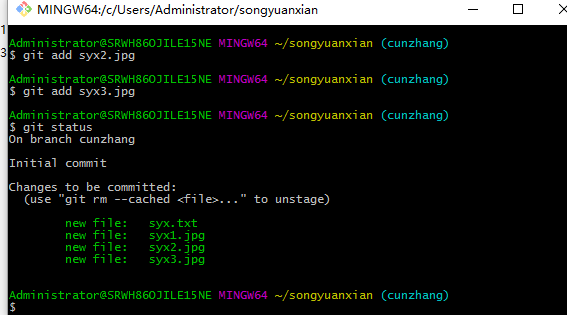 MINGW64:/c/Users/Administrator/songyuanxian
1
3
Administrator@SRWH86OJILE15NE MINGW64 ~/songyuanxian (cunzhang)
$ git add syx2.jpg
Administrator@SRWH86OJILE15NE MINGW64 ~/songyuanxian (cunzhang)
$ git add syx3.jpg
Administrator@SRWH86OJILE15NE MINGW64 ~/songyuanxian (cunzhang)
$ git status
On branch cunzhang
Initial commit
Changes to be committed:
(use "git rm --cached <file>..." to unstage)
new file: syx.txt
new file: syx1.jpg
new file: syx2.jpg
new file: syx3.jpg
Administrator@SRWH86OJILE15NE MINGW64 ~/songyuanxian (cunzhang)
$